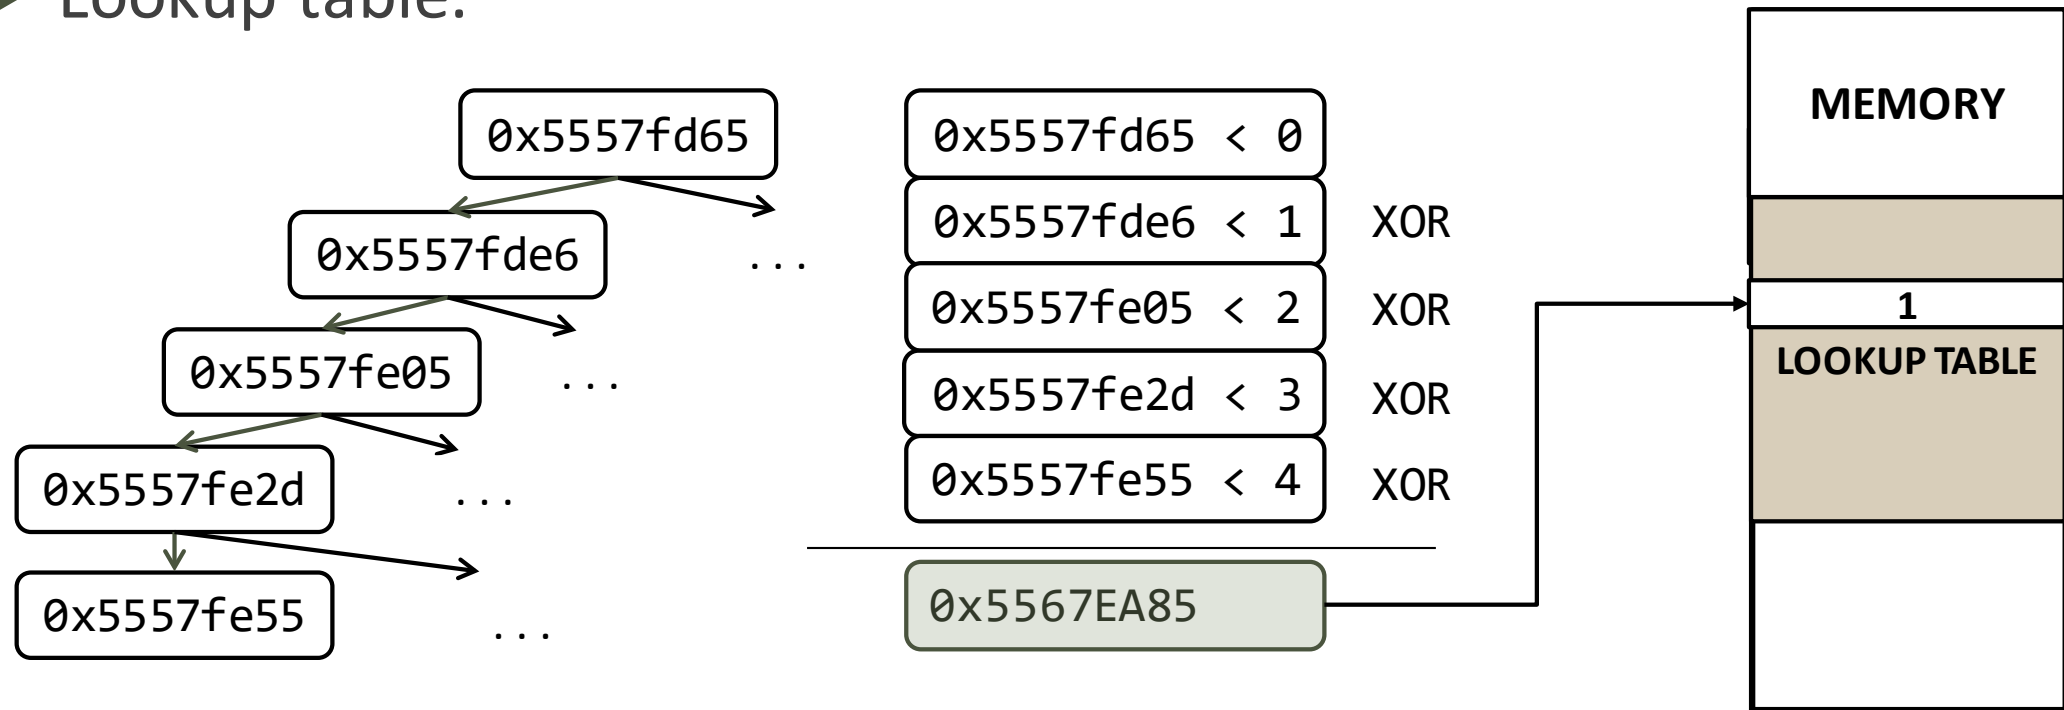 Lookup table:
0x5557fd65
0x5557fde6
...
0x5557fe05
...
0x5557fe2d
...
0x5557fe55
...
0x5557fd65 < 0
0x5557fde6 < 1 XOR
0x5557fe05 < 2 XOR
0x5557fe2d < 3 XOR
0x5557fe55 < 4 XOR
0x5567EA85
MEMORY
1
LOOKUP TABLE